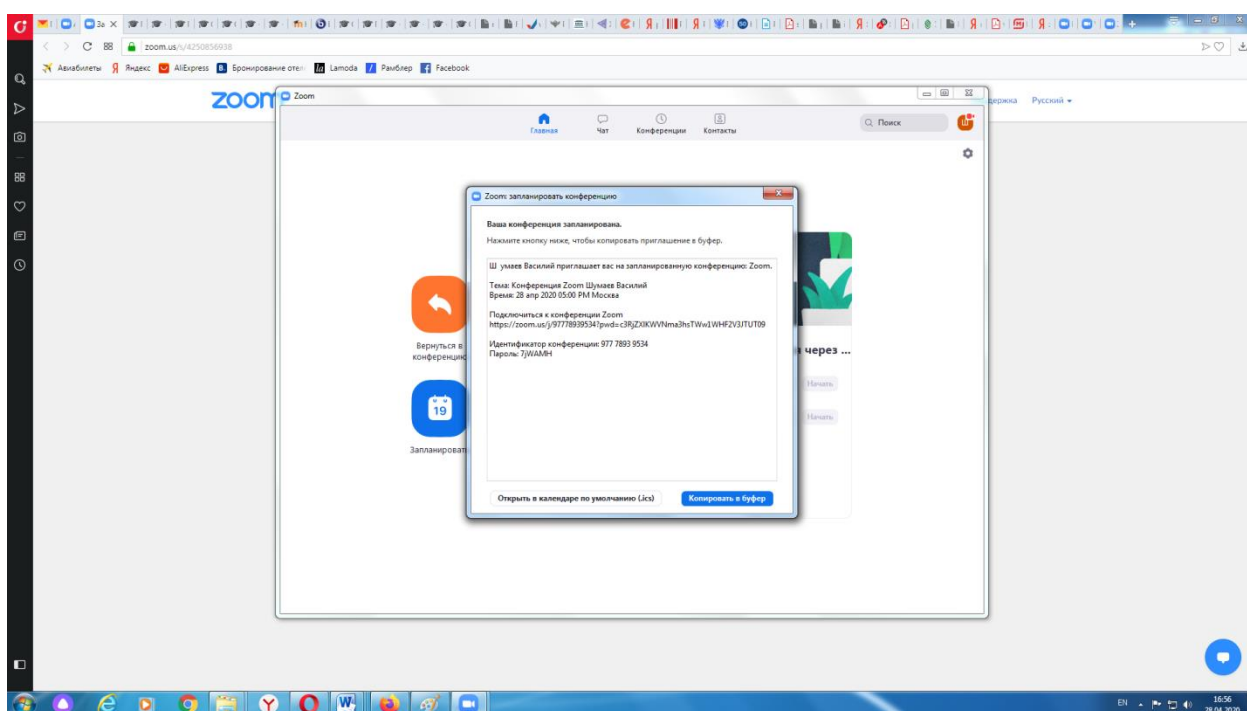 За
zoom.us/s/4250856938
Авиабилеты Яндекс AliExpress Бронирование отел Lamoda Рамблер Facebook
zoom
держка Русский
Zoom
Главная Чат Конференции Контакты
Поиск
Zoom: запланировать конференцию
Ваша конференция запланирована.
Нажмите кнопку ниже, чтобы копировать приглашение в буфер.
Ш умаев Василий приглашает вас на запланированную конференцию: Zoom.
Тема: Конференция Zoom Шумаев Василий
Время: 28 апр 2020 05:00 PM Москва
Подключиться к конференции Zoom
https://zoom.us/j/97778939534?pwd=c3RjZXlKWVNma3hsTWw1WHF2V3JTUT09
Идентификатор конференции: 977 7893 9534
Пароль: 7jWAMH
Вернуться в
конференцию
19
Запланироват
я через ...
Начать
Начать
Открыть в календаре по умолчанию (.ics) Копировать в буфер
EN
16:56
28.04.2020